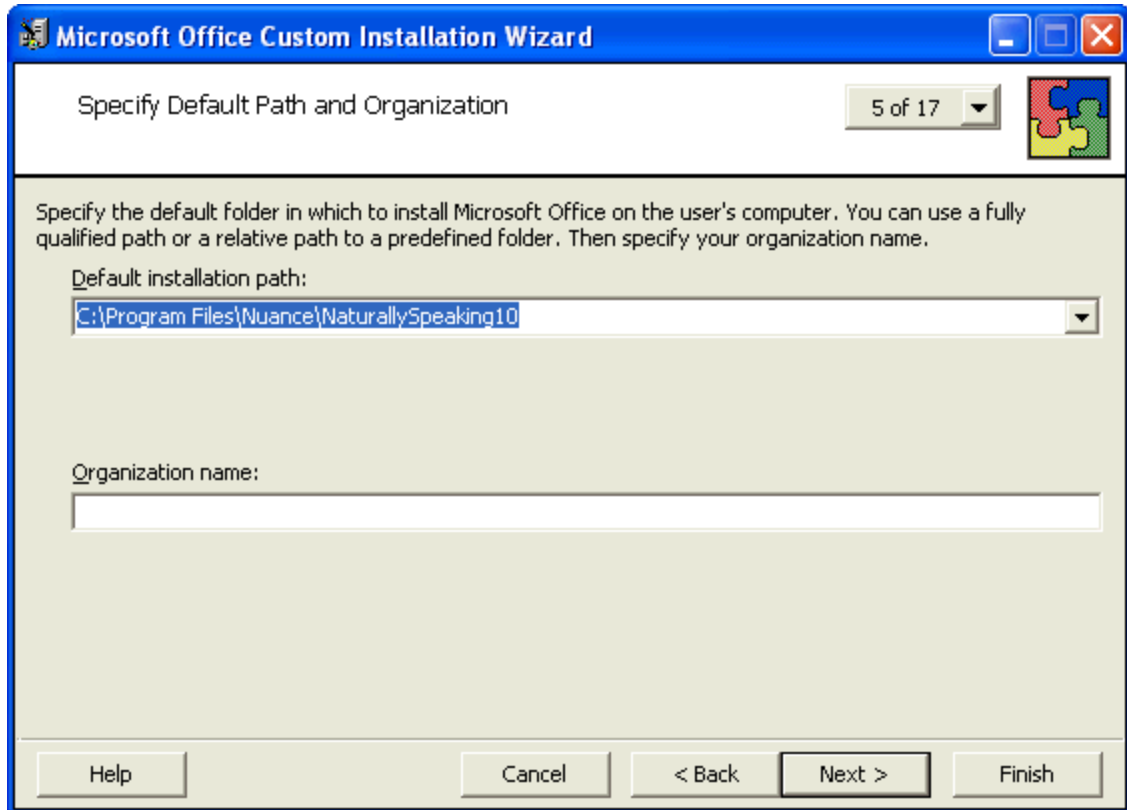 Microsoft Office Custom Installation Wizard
Specify Default Path and Organization
5 of 17
Specify the default folder in which to install Microsoft Office on the user's computer. You can use a fully
qualified path or a relative path to a predefined folder. Then specify your organization name.
Default installation path:
C:\Program Files\Nuance\NaturallySpeaking10
Organization name:
Help
Cancel
< Back
Next >
Finish